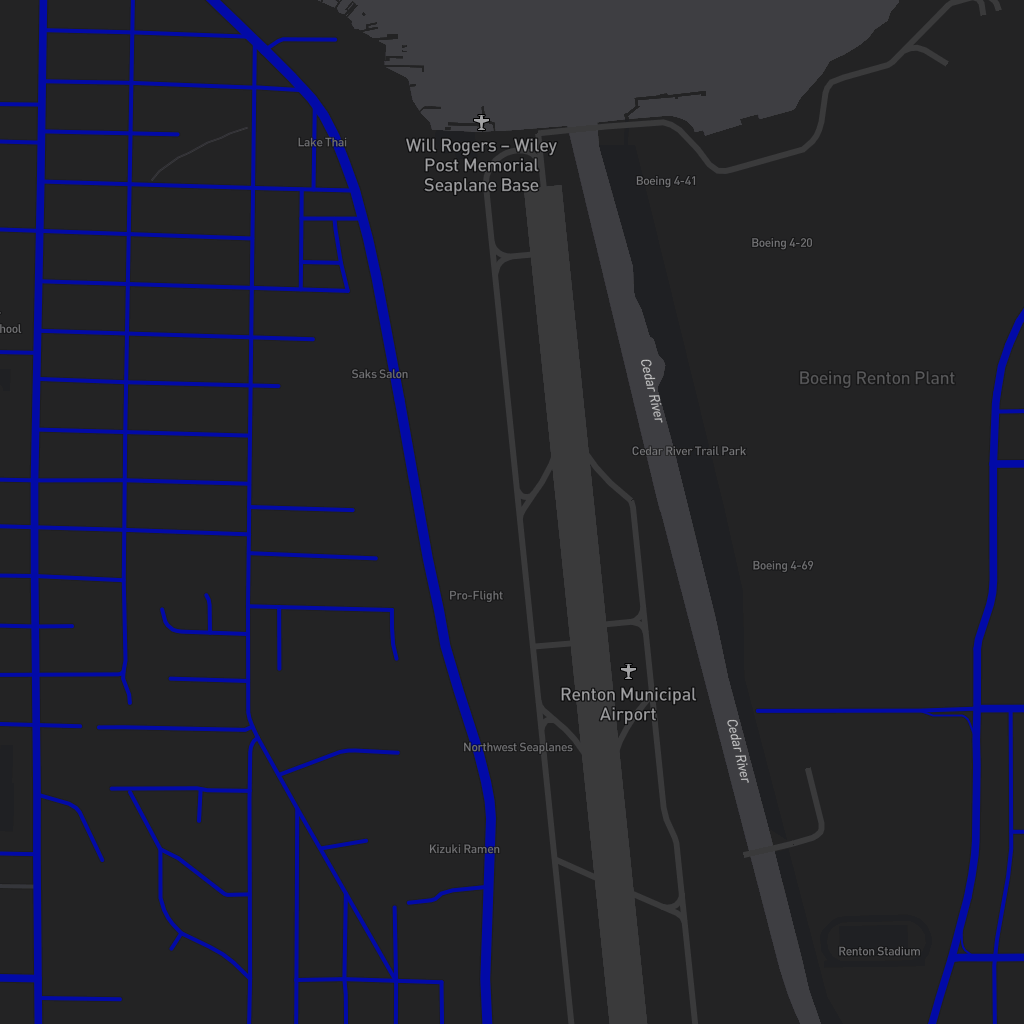 Lake Thai
Will Rogers – Wiley
Post Memorial
Seaplane Base
Boeing 4-41
Boeing 4-20
hool
Saks Salon
Cedar River
Boeing Renton Plant
Cedar River Trail Park
Boeing 4-69
Pro-Flight
Renton Municipal
Airport
Northwest Seaplanes
Cedar River
Kizuki Ramen
Renton Stadium